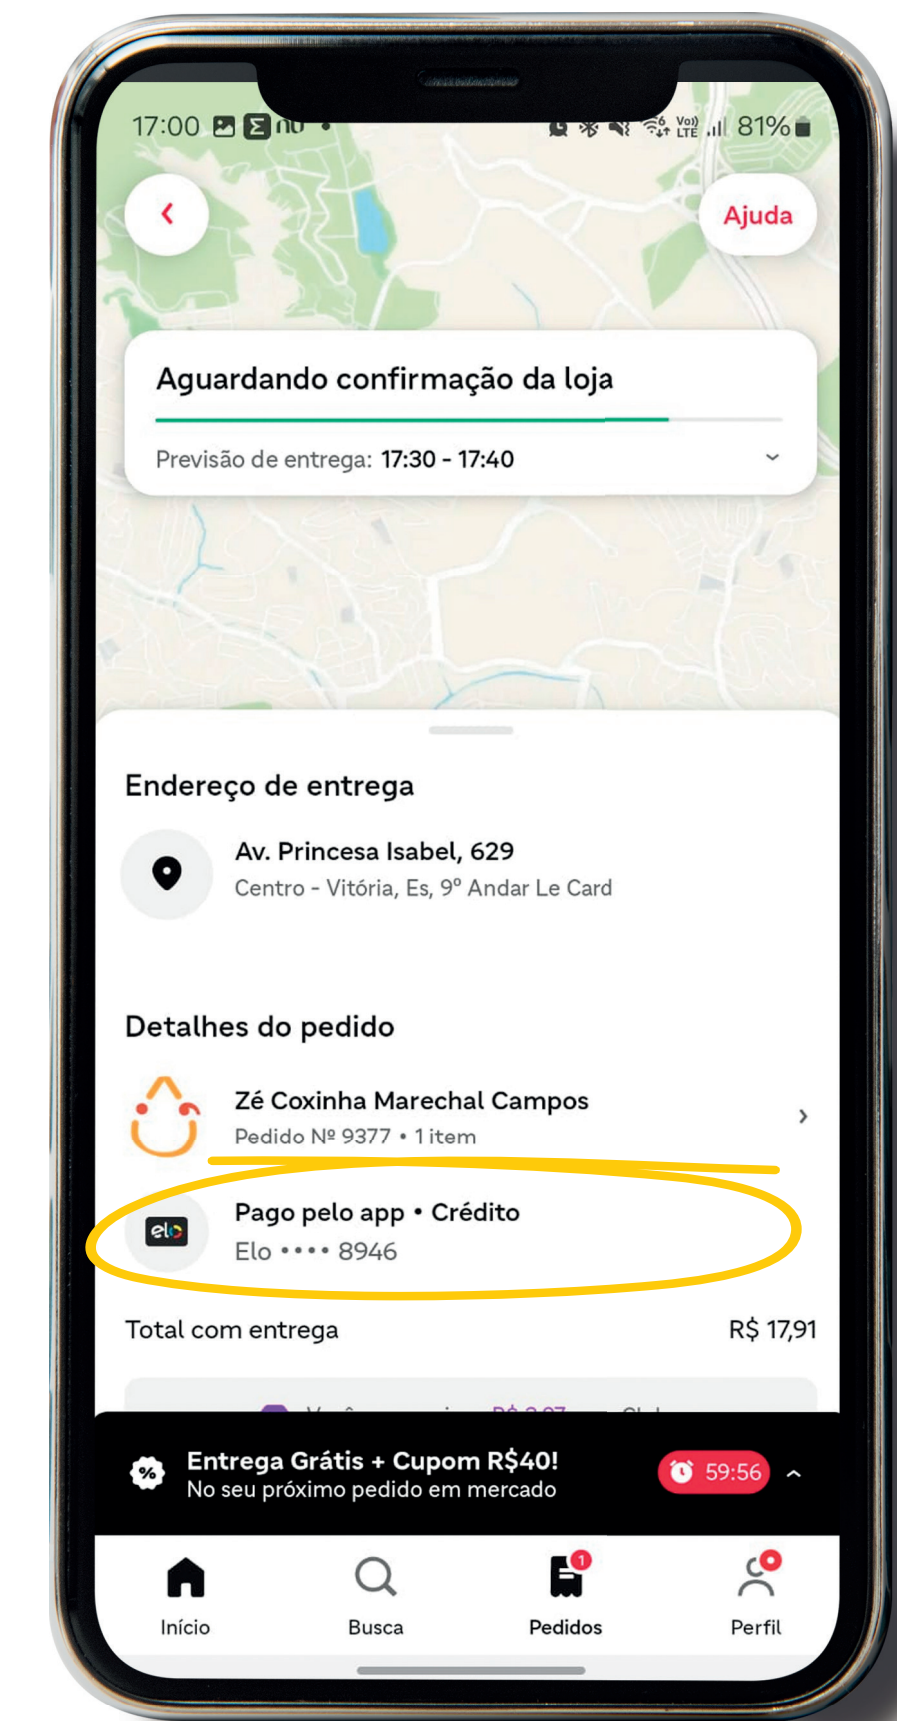 17:00
81%
Ajuda
Aguardando confirmação da loja
Previsão de entrega: 17:30 - 17:40
Endereço de entrega
Av. Princesa Isabel, 629
Centro - Vitória, Es, 9º Andar Le Card
Detalhes do pedido
Zé Coxinha Marechal Campos
Pedido Nº 9377 • 1 item
elo
Pago pelo app • Crédito
Elo •••• 8946
Total com entrega
R$ 17,91
Entrega Grátis + Cupom R$40!
No seu próximo pedido em mercado
59:56
1
Início
Busca
Pedidos
Perfil